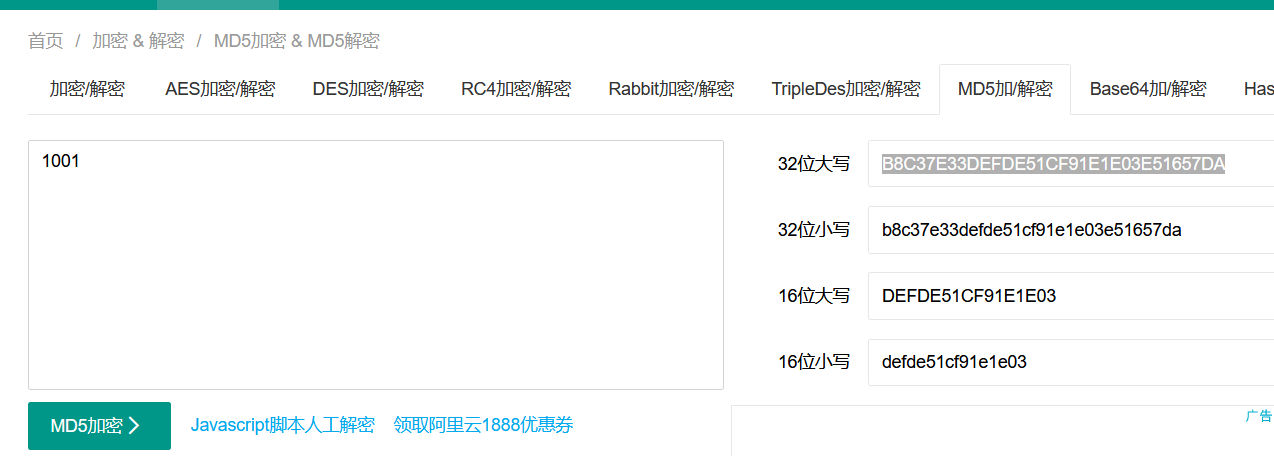 首页 / 加密 & 解密 / MD5加密 & MD5解密
加密/解密 AES加密/解密 DES加密/解密 RC4加密/解密 Rabbit加密/解密 TripleDes加密/解密 MD5加/解密 Base64加/解密 Has
1001
32位大写 B8C37E33DEFDE51CF91E1E03E51657DA
32位小写 b8c37e33defde51cf91e1e03e51657da
16位大写 DEFDE51CF91E1E03
16位小写 defde51cf91e1e03
MD5加密 Javascript脚本人工解密 领取阿里云1888优惠券
广告